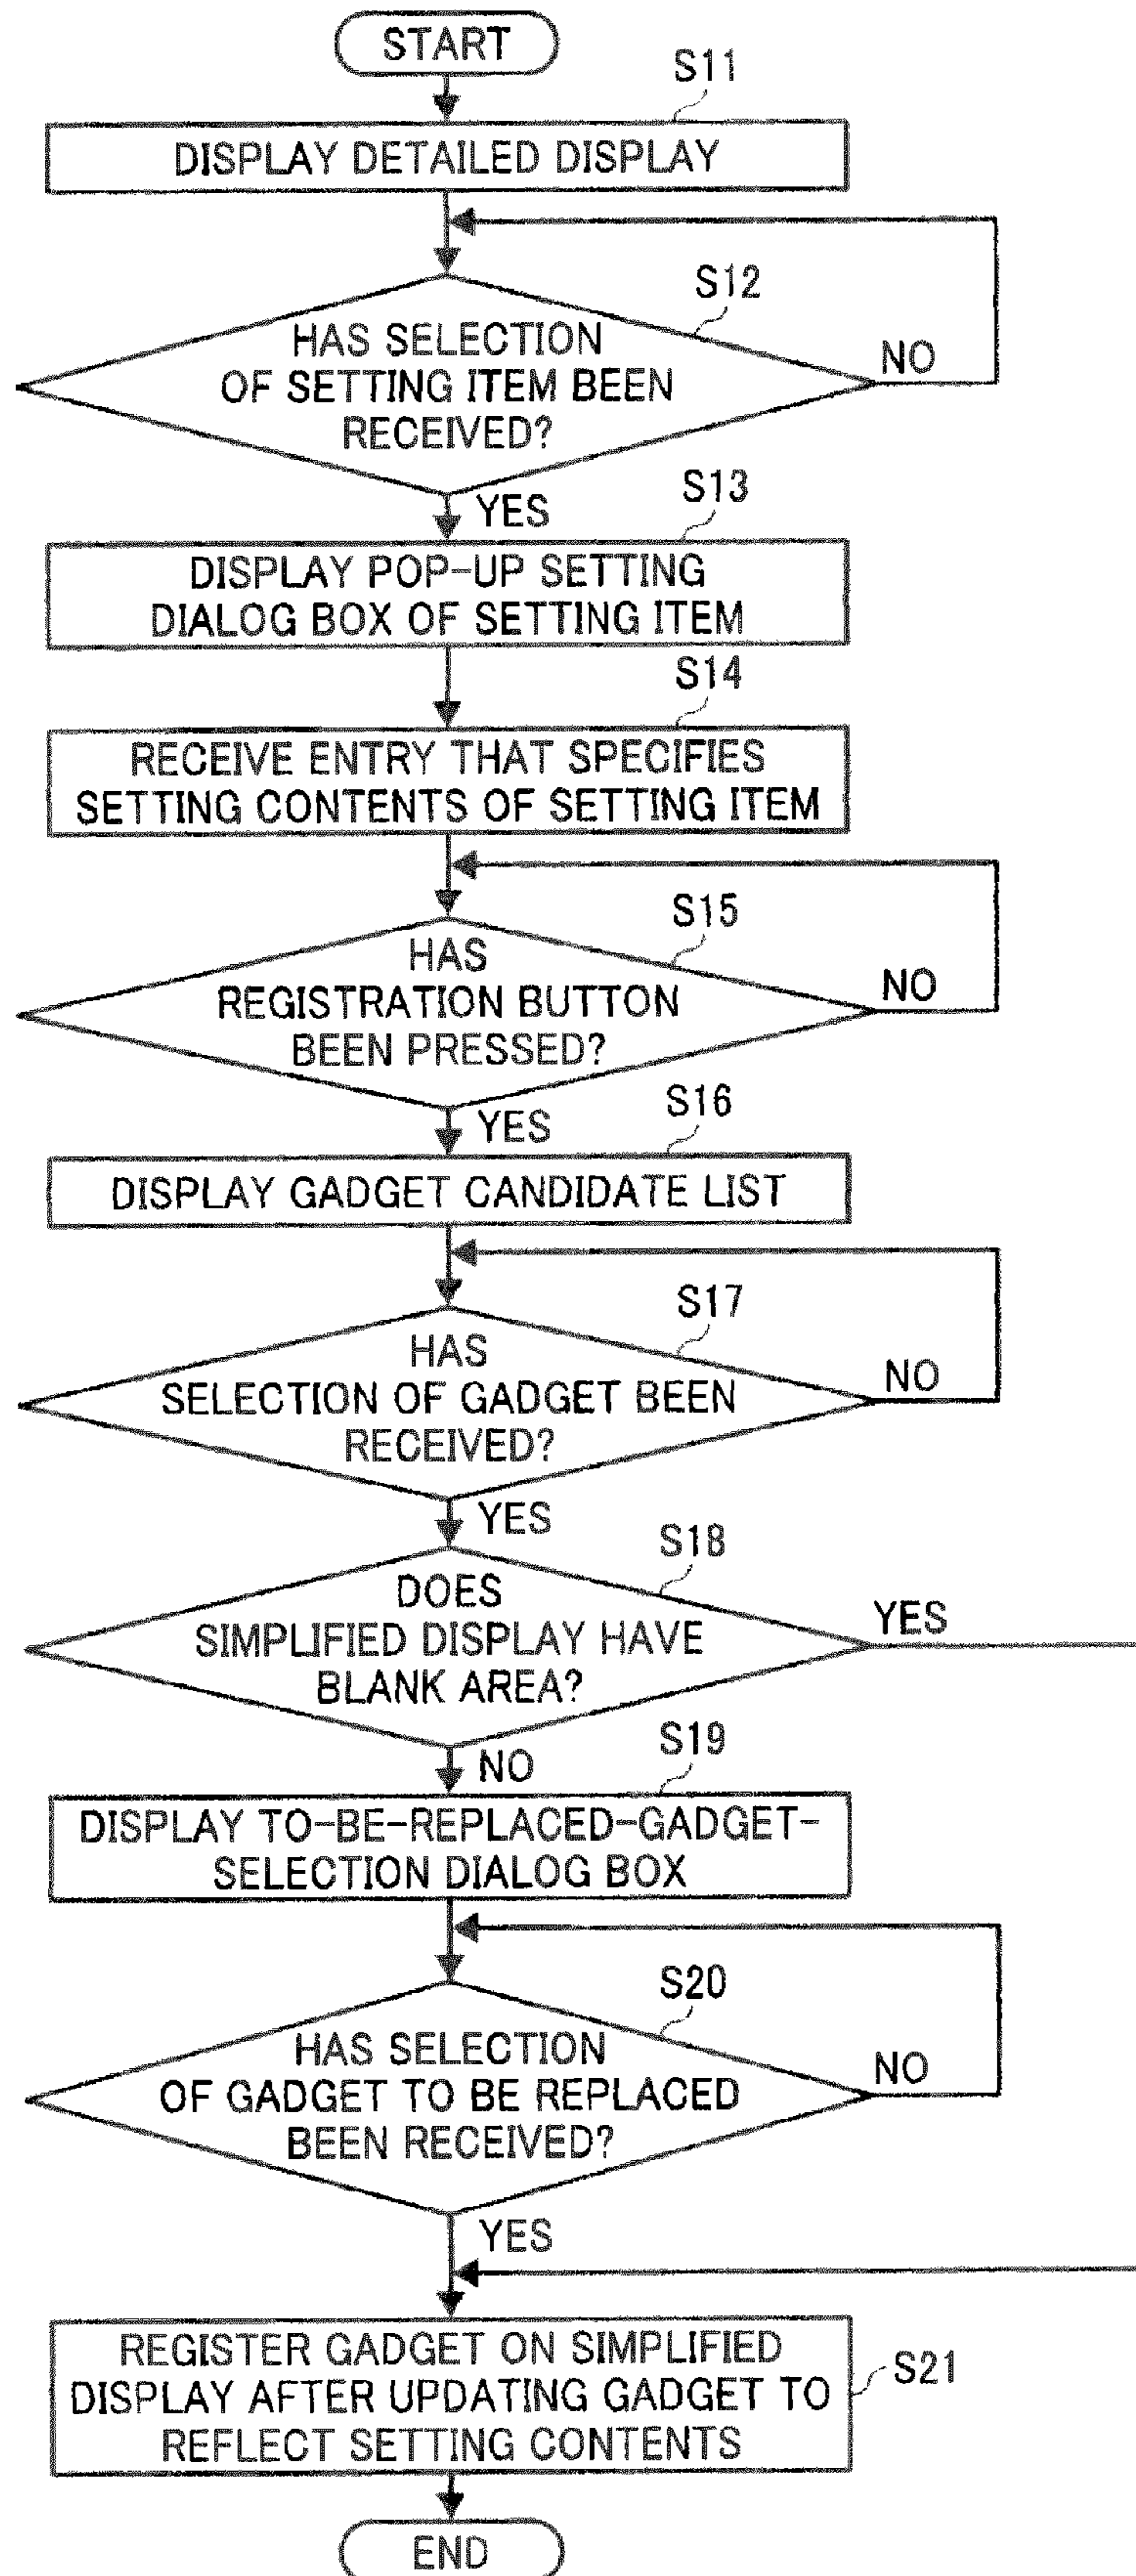 START
S11
DISPLAY DETAILED DISPLAY
S12
HAS SELECTION
OF SETTING ITEM BEEN
RECEIVED?
NO
YES
S13
DISPLAY POP-UP SETTING
DIALOG BOX OF SETTING ITEM
S14
RECEIVE ENTRY THAT SPECIFIES
SETTING CONTENTS OF SETTING ITEM
S15
HAS
REGISTRATION BUTTON
BEEN PRESSED?
NO
YES
S16
DISPLAY GADGET CANDIDATE LIST
S17
HAS
SELECTION OF GADGET BEEN
RECEIVED?
NO
YES
S18
DOES
SIMPLIFIED DISPLAY HAVE
BLANK AREA?
YES
NO
S19
DISPLAY TO-BE-REPLACED-GADGET-
SELECTION DIALOG BOX
S20
HAS SELECTION
OF GADGET TO BE REPLACED
BEEN RECEIVED?
NO
YES
REGISTER GADGET ON SIMPLIFIED
DISPLAY AFTER UPDATING GADGET TO
REFLECT SETTING CONTENTS
S21
END